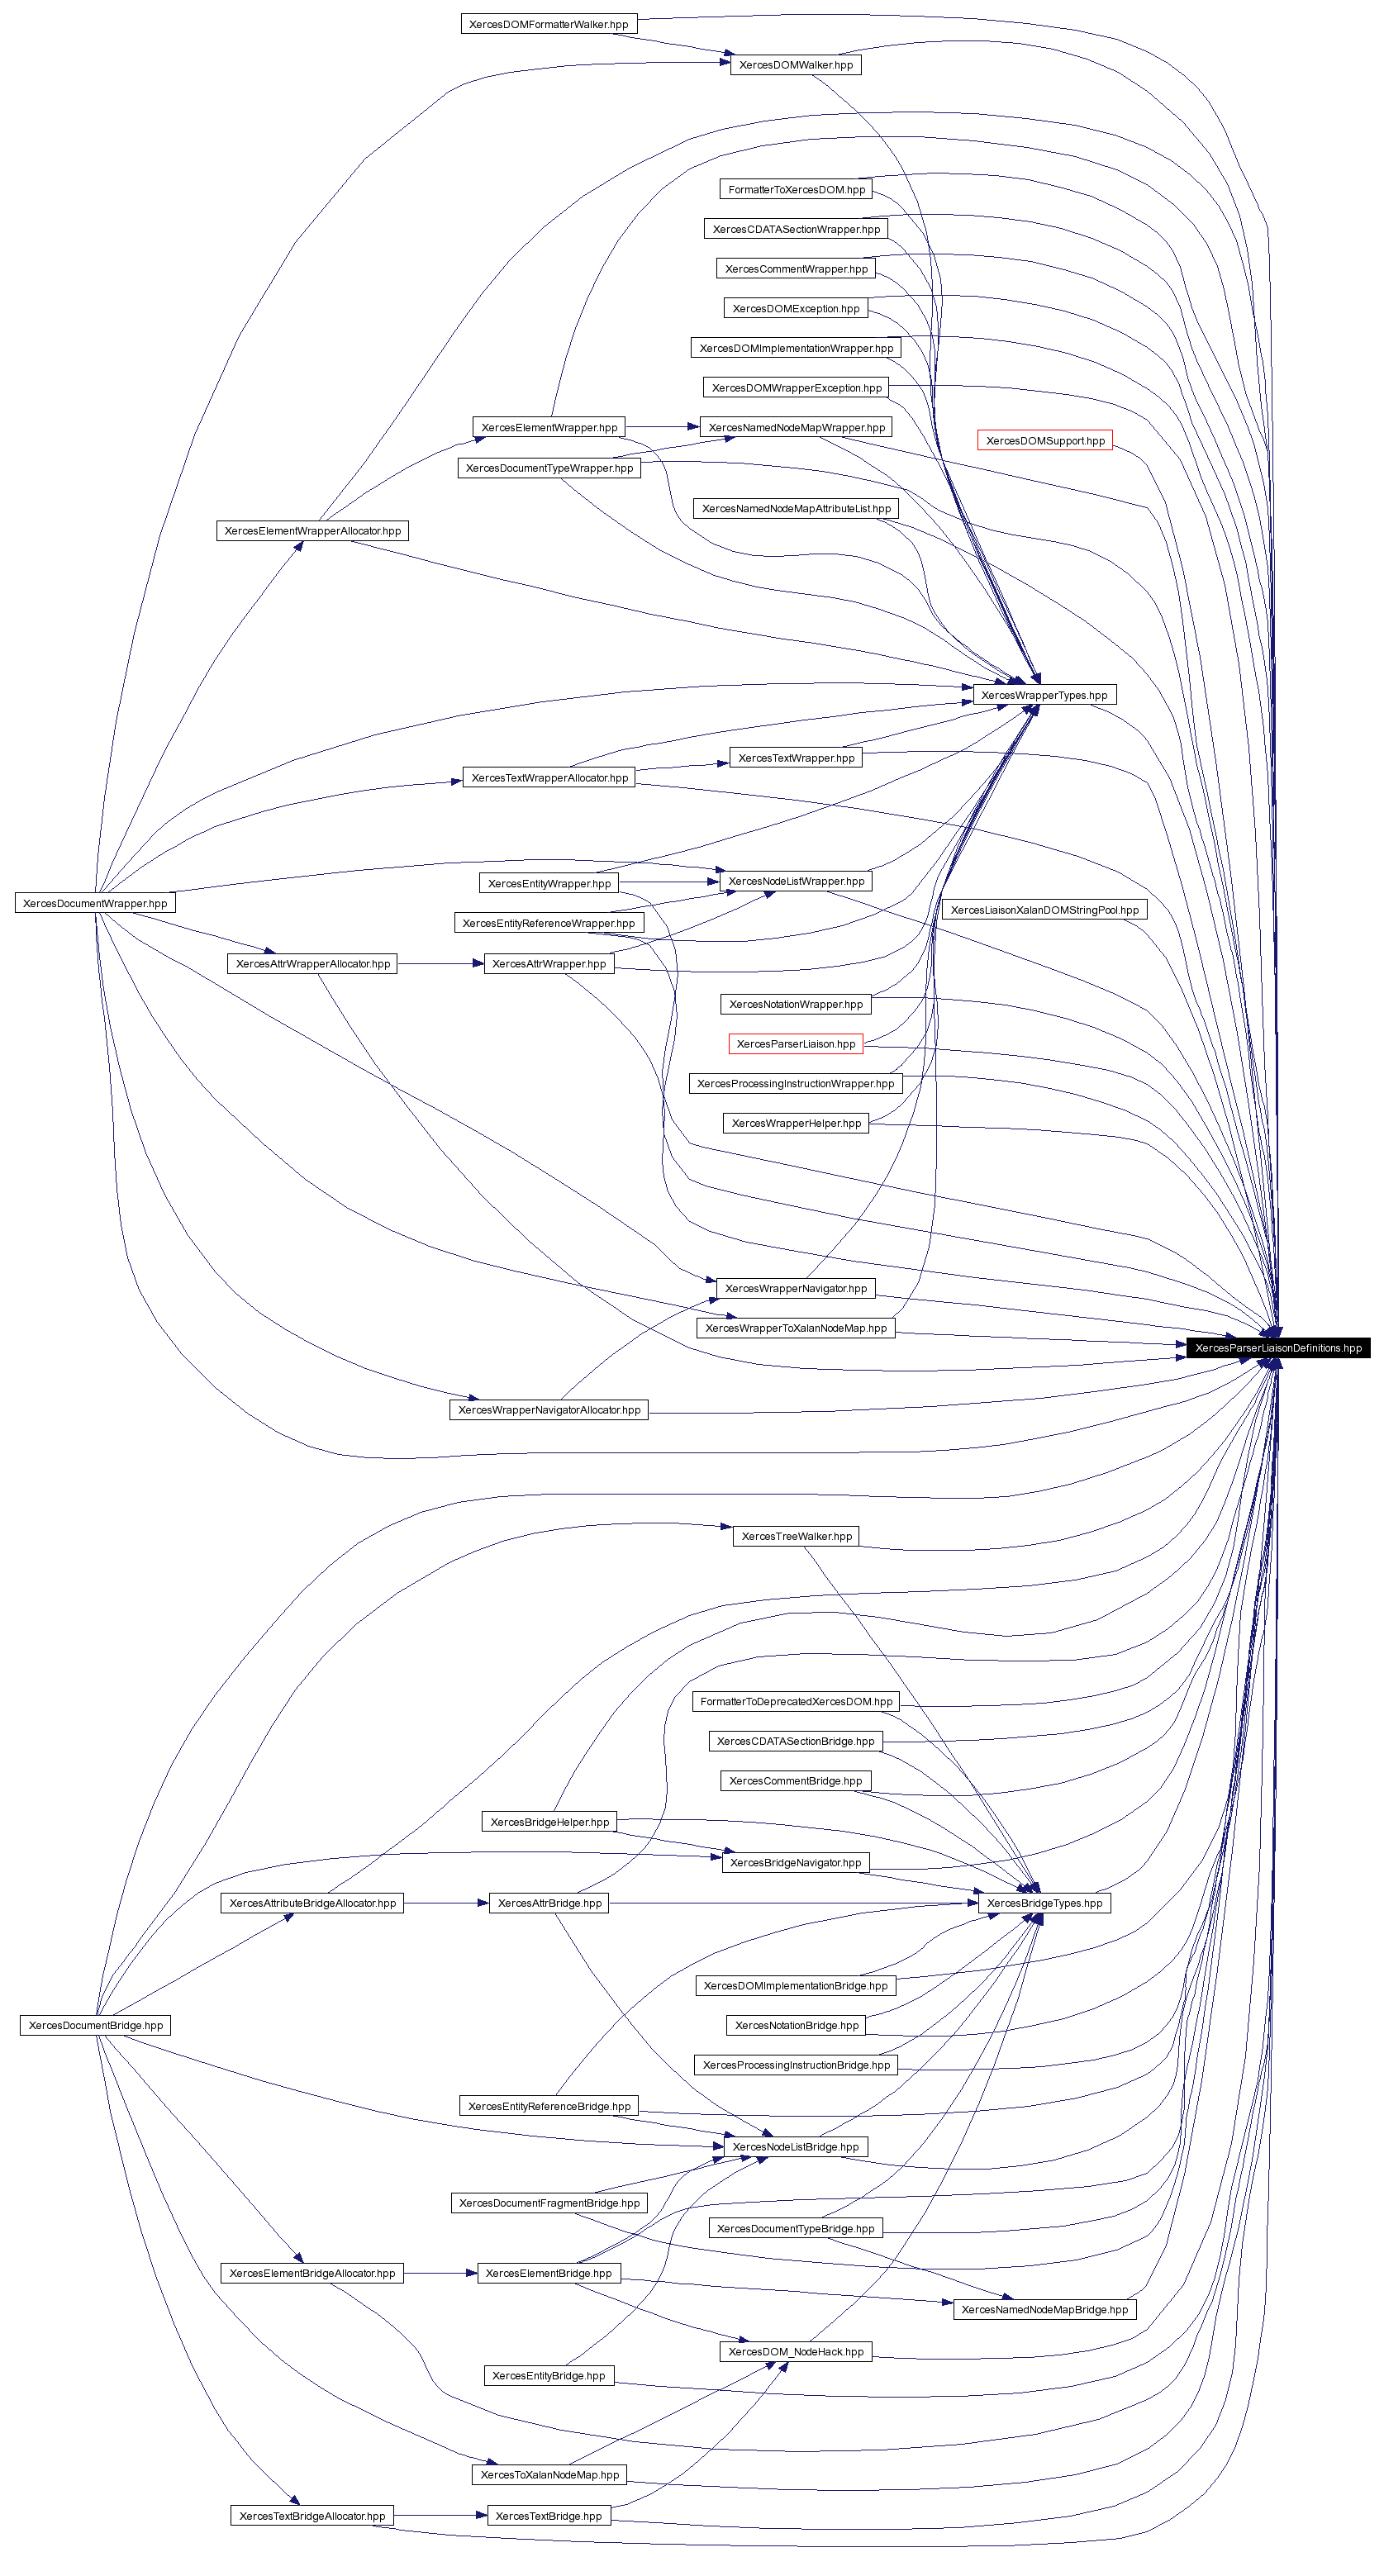 XercesDOMFormatterWalker.hpp
XercesDOMWalker.hpp
FormatterToXercesDOM.hpp
XercesCDATASectionWrapper.hpp
XercesCommentWrapper.hpp
XercesDOMException.hpp
XercesDOMImplementationWrapper.hpp
XercesDOMWrapperException.hpp
XercesElementWrapper.hpp
XercesNamedNodeMapWrapper.hpp
XercesDOMSupport.hpp
XercesDocumentTypeWrapper.hpp
XercesNamedNodeMapAttributeList.hpp
XercesElementWrapperAllocator.hpp
XercesWrapperTypes.hpp
XercesTextWrapper.hpp
XercesTextWrapperAllocator.hpp
XercesEntityWrapper.hpp
XercesNodeListWrapper.hpp
XercesDocumentWrapper.hpp
XercesLiaisonXalanDOMStringPool.hpp
XercesEntityReferenceWrapper.hpp
XercesAttrWrapperAllocator.hpp
XercesAttrWrapper.hpp
XercesNotationWrapper.hpp
XercesParserLiaison.hpp
XercesProcessingInstructionWrapper.hpp
XercesWrapperHelper.hpp
XercesWrapperNavigator.hpp
XercesWrapperToXalanNodeMap.hpp
XercesParserLiaisonDefinitions.hpp
XercesWrapperNavigatorAllocator.hpp
XercesTreeWalker.hpp
FormatterToDeprecatedXercesDOM.hpp
XercesCDATASectionBridge.hpp
XercesCommentBridge.hpp
XercesBridgeHelper.hpp
XercesBridgeNavigator.hpp
XercesAttributeBridgeAllocator.hpp
XercesAttrBridge.hpp
XercesBridgeTypes.hpp
XercesDOMImplementationBridge.hpp
XercesDocumentBridge.hpp
XercesNotationBridge.hpp
XercesProcessingInstructionBridge.hpp
XercesEntityReferenceBridge.hpp
XercesNodeListBridge.hpp
XercesDocumentFragmentBridge.hpp
XercesDocumentTypeBridge.hpp
XercesElementBridgeAllocator.hpp
XercesElementBridge.hpp
XercesNamedNodeMapBridge.hpp
XercesDOM_NodeHack.hpp
XercesEntityBridge.hpp
XercesToXalanNodeMap.hpp
XercesTextBridgeAllocator.hpp
XercesTextBridge.hpp